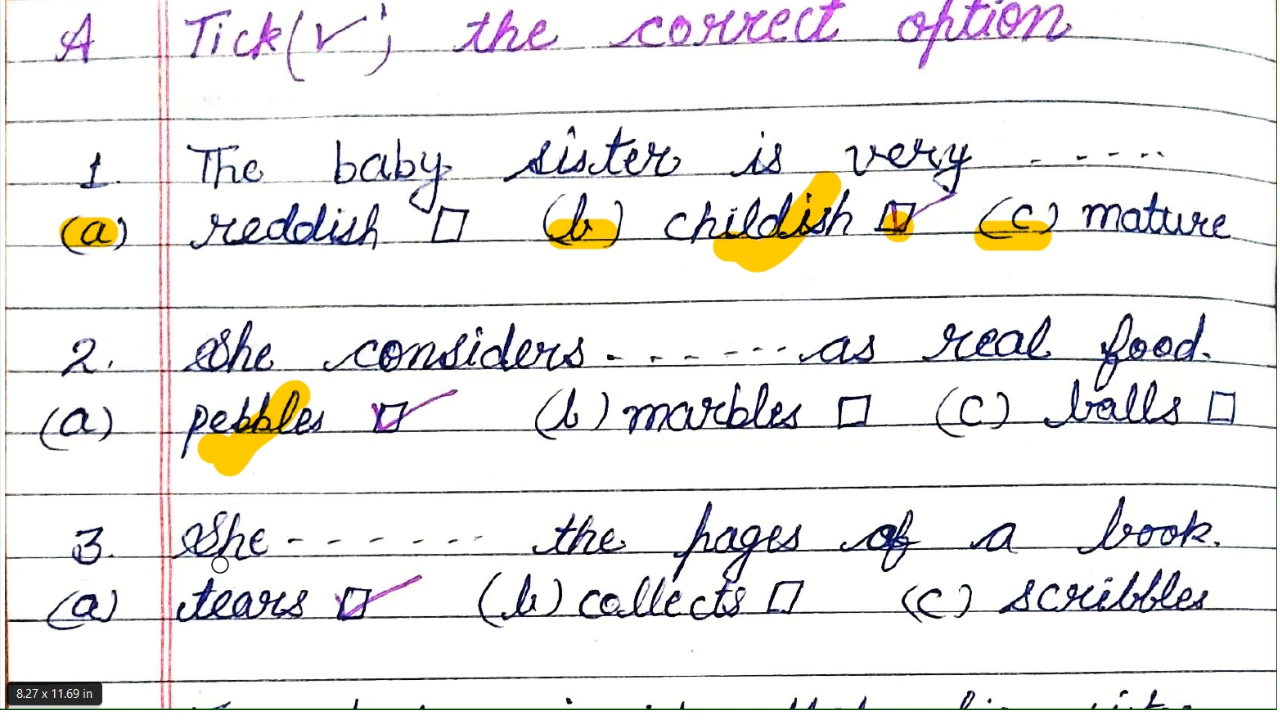 A Tick(✓) the correct option
1. The baby sister is very -----
(a) reddish □ (b) childish ☑ (c) mature
2. She considers ------- as real food.
(a) pebbles ☑ (b) marbles □ (c) balls □
3. She ------- the pages of a book.
(a) tears ☑ (b) collects □ (c) scribbles
8.27 x 11.69 in